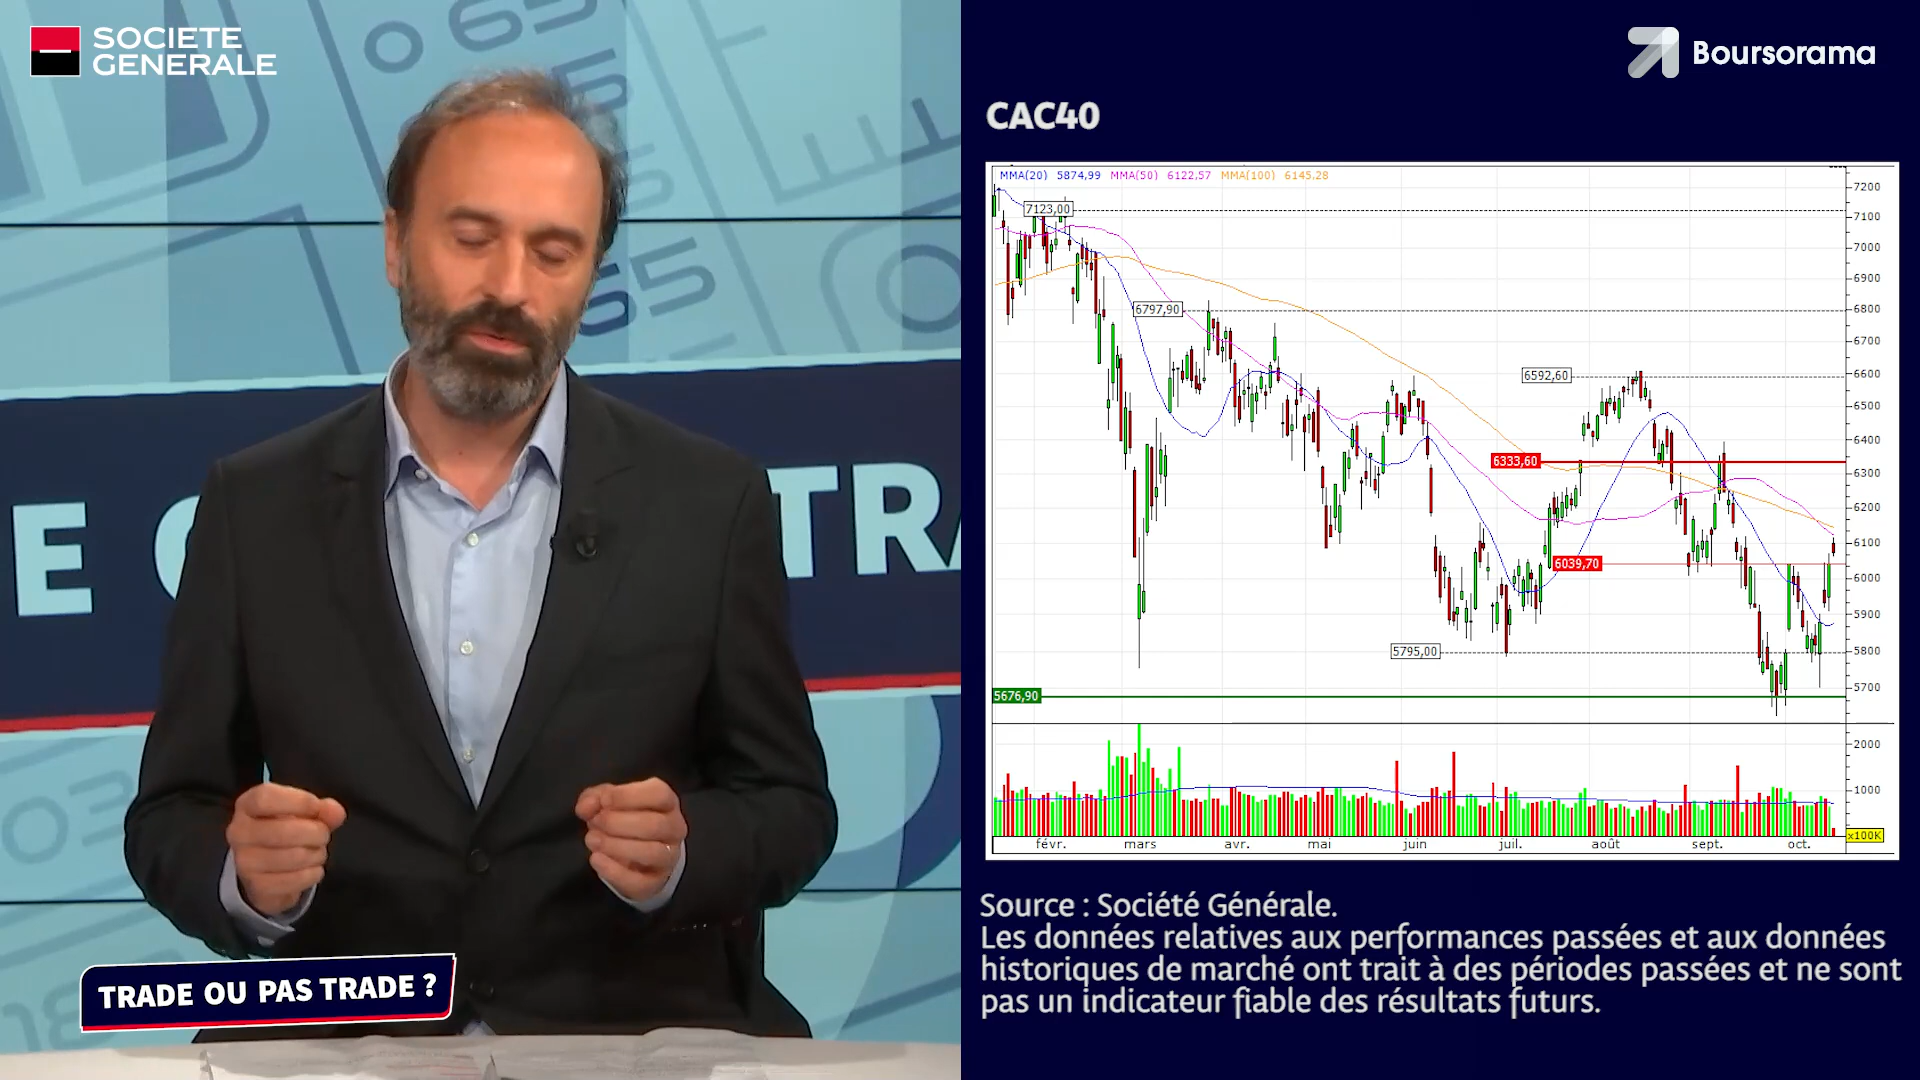 SOCIETE
GENERALE
Boursorama
CAC40
MMA(20) 5874,99 MMA(50) 6122,57 MMA(100) 6145,28
7123,00
6797,90
6592,60
6333,60
6039,70
5795,00
5676,90
7200
7100
7000
6900
6800
6700
6600
6500
6400
6300
6200
6100
6000
5900
5800
5700
2000
1000
x100K
févr. mars avr. mai juin juil. août sept. oct.
E TRA
TRADE OU PAS TRADE ?
Source : Société Générale.
Les données relatives aux performances passées et aux données
historiques de marché ont trait à des périodes passées et ne sont
pas un indicateur fiable des résultats futurs.